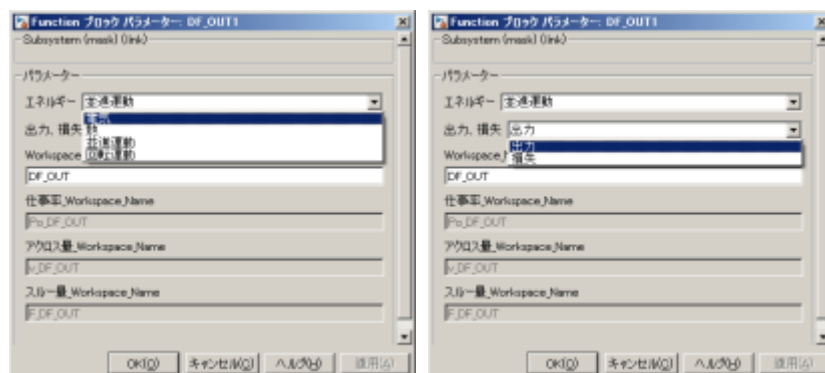 Function ブロック パラメーター: DF_OUT1
Subsystem (mask) (link)
パラメーター
エネルギー 並進運動
電気
出力, 損失 熱
並進運動
Workspace 回転運動
DF_OUT
仕事率_Workspace_Name
Po_DF_OUT
アクロス量_Workspace_Name
v_DF_OUT
スルー量_Workspace_Name
F_DF_OUT
OK(O) キャンセル(C) ヘルプ(H) 適用(A)
Function ブロック パラメーター: DF_OUT1
Subsystem (mask) (link)
パラメーター
エネルギー 並進運動
出力, 損失 出力
出力
Workspace_N 損失
DF_OUT
仕事率_Workspace_Name
Po_DF_OUT
アクロス量_Workspace_Name
v_DF_OUT
スルー量_Workspace_Name
F_DF_OUT
OK(O) キャンセル(C) ヘルプ(H) 適用(A)